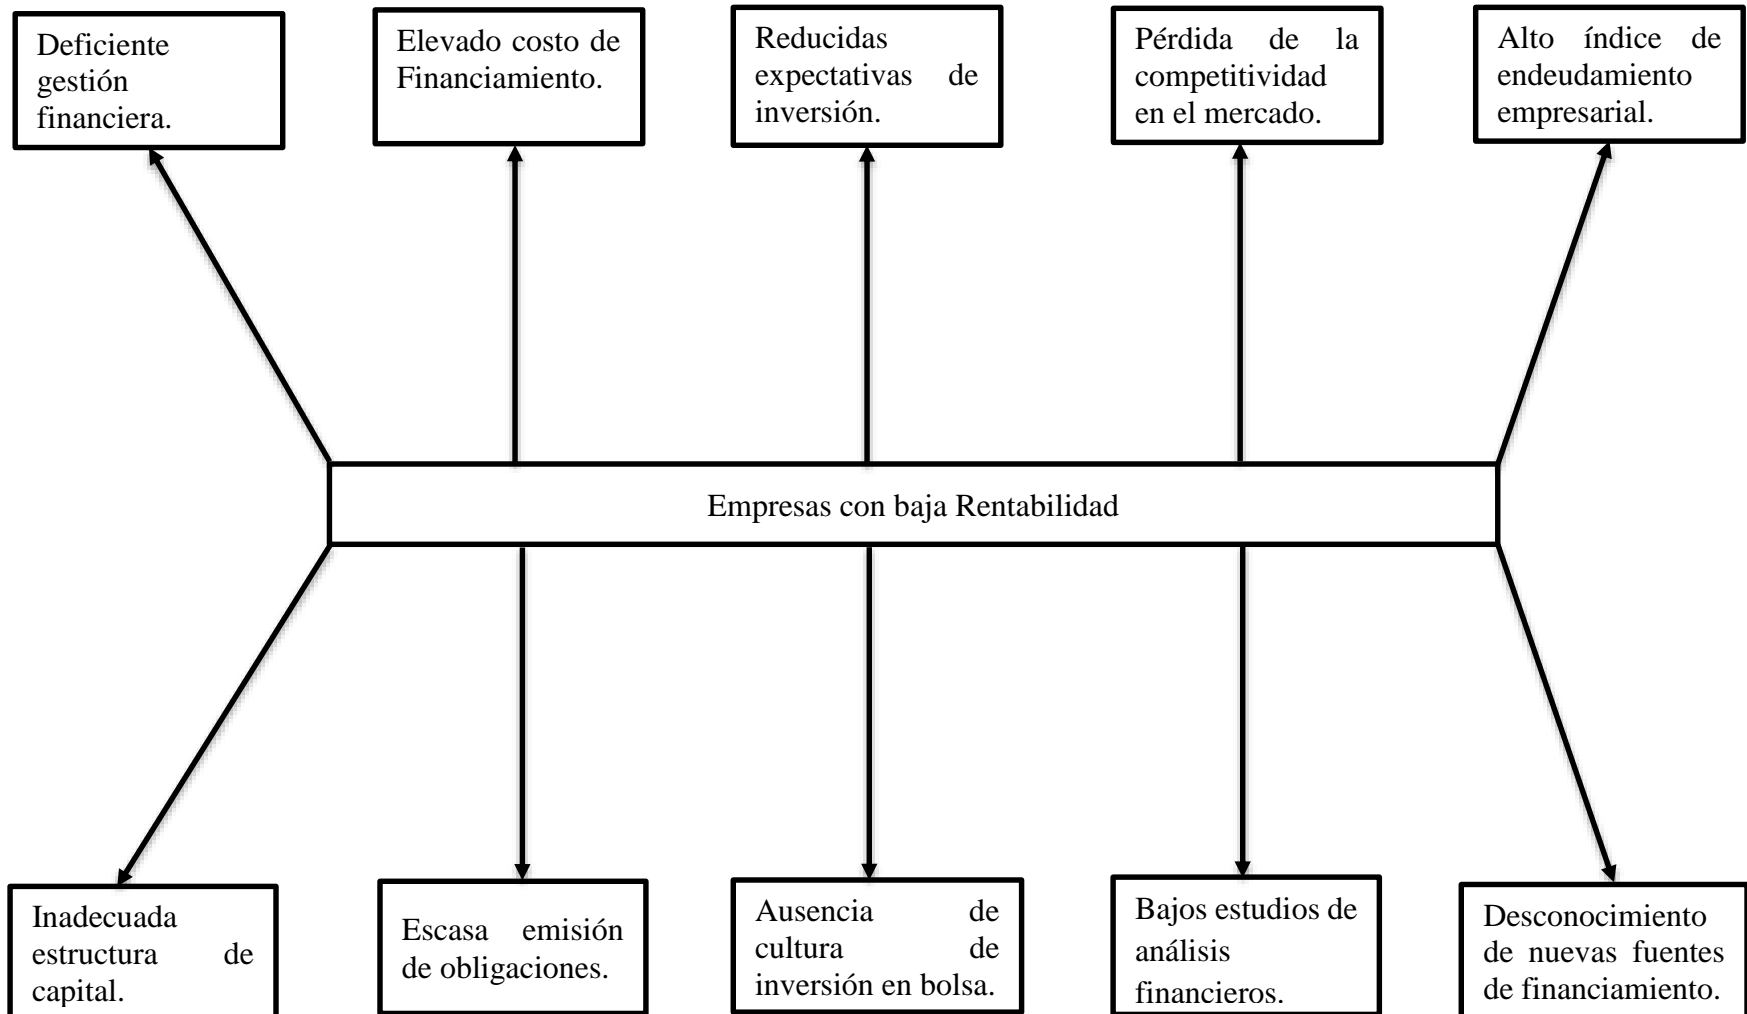 Deficiente
gestión
financiera.
Elevado costo de
Financiamiento.
Reducidas
expectativas de
inversión.
Pérdida de la
competitividad
en el mercado.
Alto índice de
endeudamiento
empresarial.
Empresas con baja Rentabilidad
Inadecuada
estructura de
capital.
Escasa emisión
de obligaciones.
Ausencia de
cultura de
inversión en bolsa.
Bajos estudios de
análisis
financieros.
Desconocimiento
de nuevas fuentes
de financiamiento.